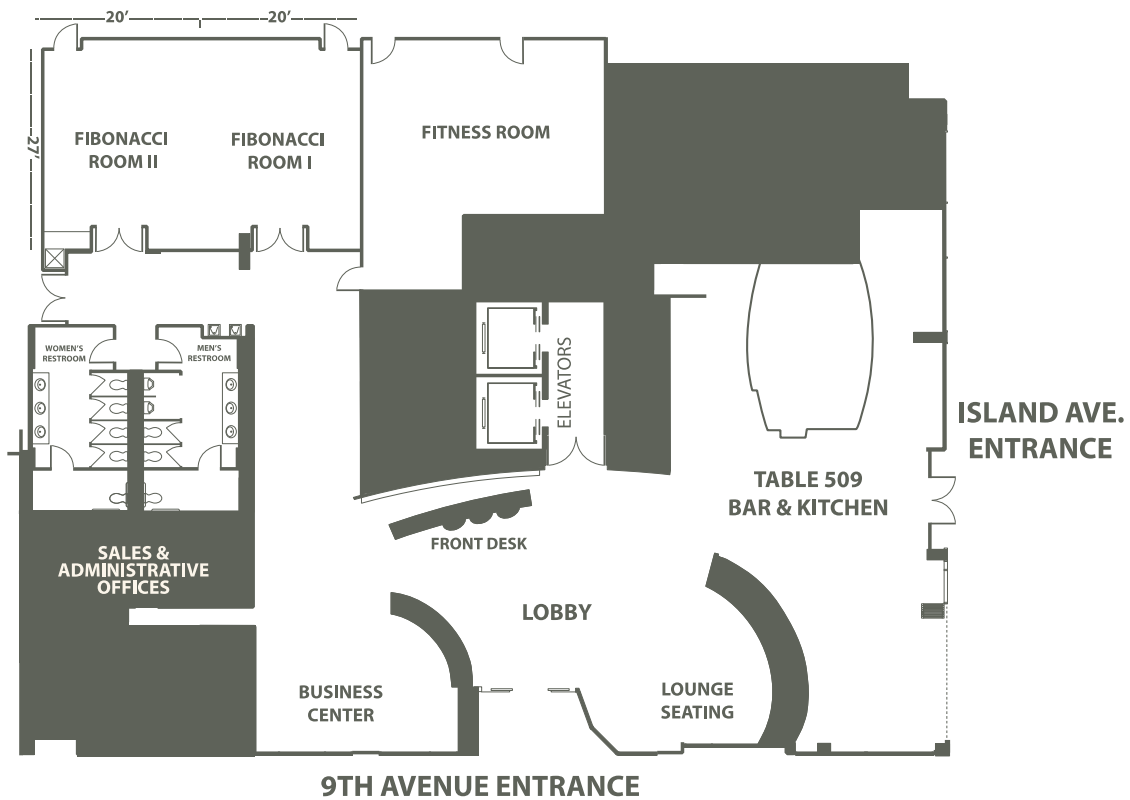 20’
20’
27’
FIBONACCI
ROOM II
FIBONACCI
ROOM I
FITNESS ROOM
WOMEN’S
RESTROOM
MEN’S
RESTROOM
ELEVATORS
ISLAND AVE.
ENTRANCE
TABLE 509
BAR & KITCHEN
FRONT DESK
SALES &
ADMINISTRATIVE
OFFICES
LOBBY
BUSINESS
CENTER
LOUNGE
SEATING
9TH AVENUE ENTRANCE